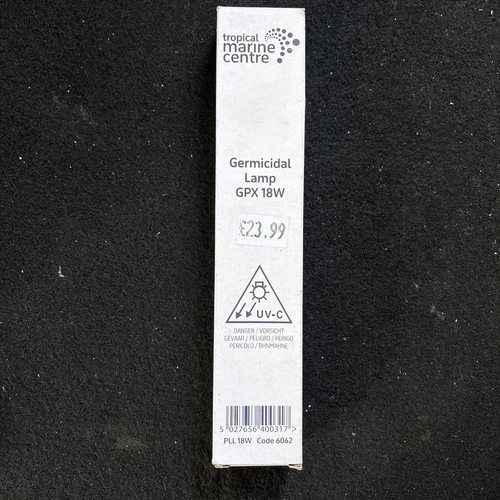 tropical
marine
centre
Germicidal
Lamp
GPX 18W
£23.99
UV-C
DANGER / VORSICHT
GEVAAR / PELIGRO / PERIGO
PERICOLO / ВНИМАНИЕ
5 027656 400317 >
PLL 18W Code 6062